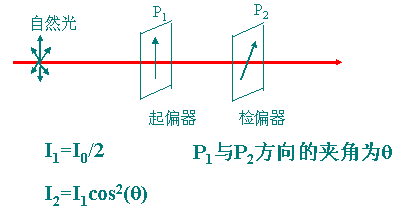 自然光
P₁
P₂
起偏器
检偏器
I₁=I₀/2
P₁与P₂方向的夹角为θ
I₂=I₁cos²(θ)